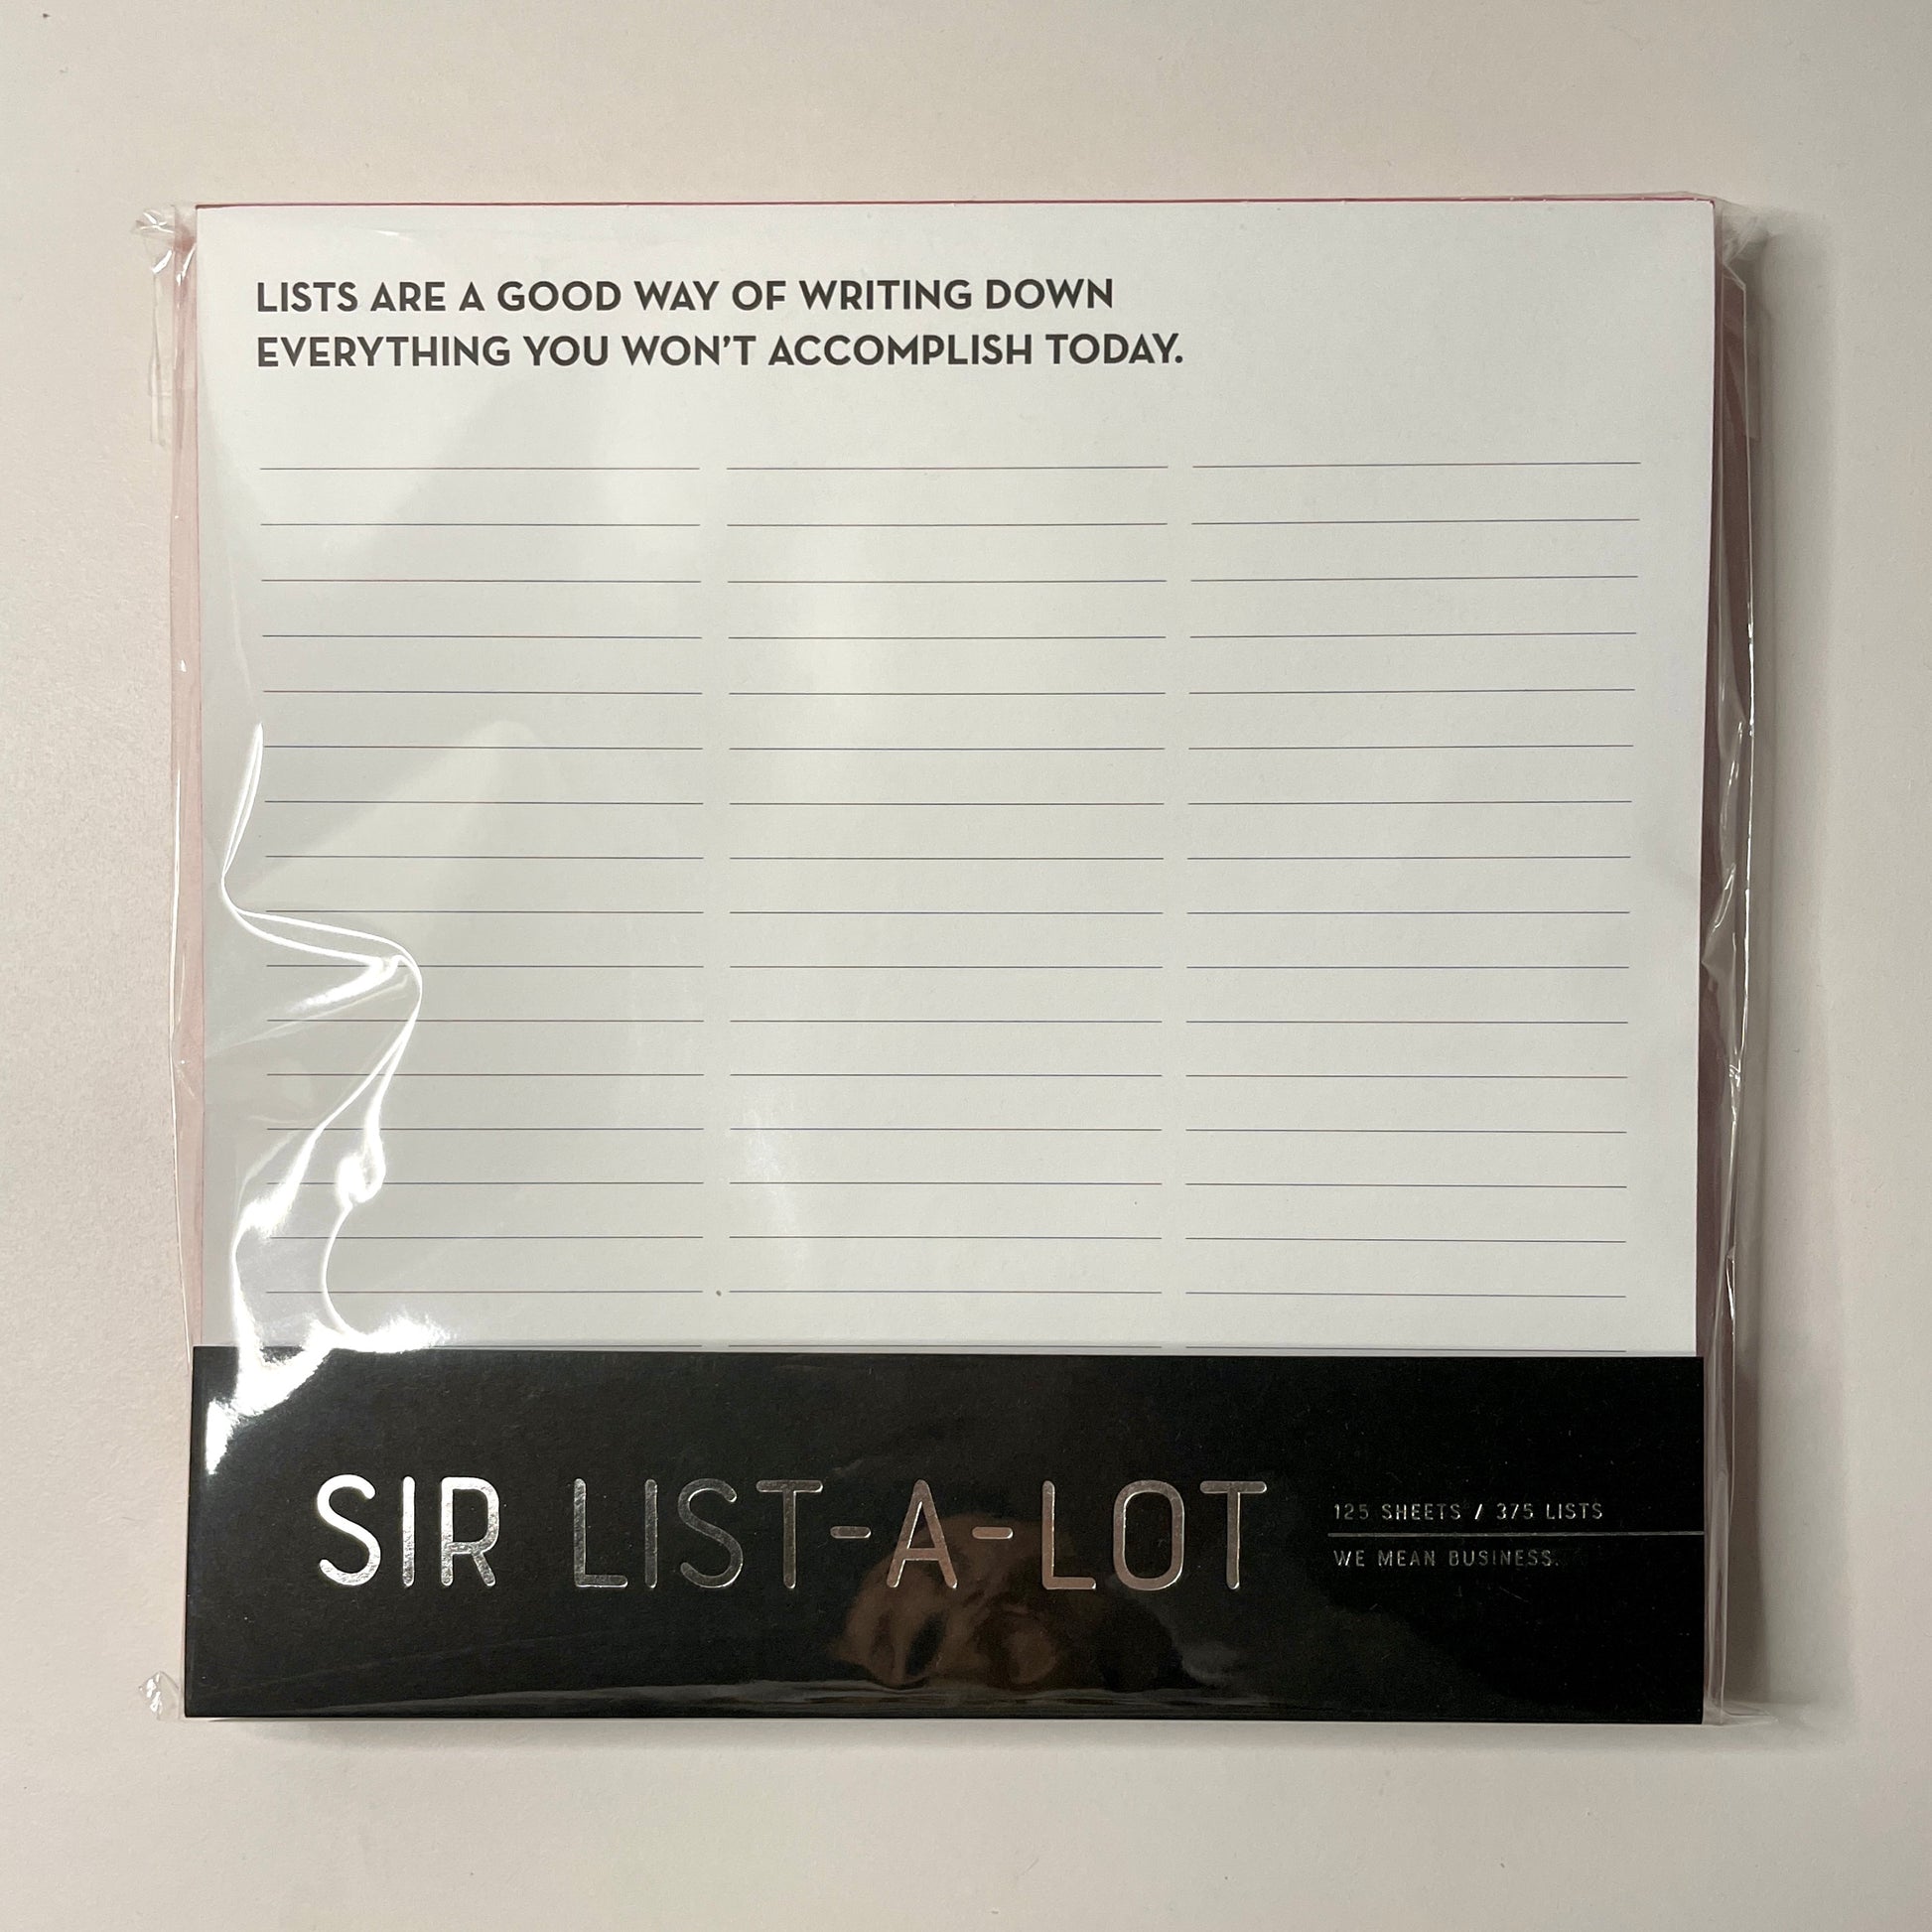 LISTS ARE A GOOD WAY OF WRITING DOWN
EVERYTHING YOU WON'T ACCOMPLISH TODAY.
SIR LIST-A-LOT
125 SHEETS / 375 LISTS
WE MEAN BUSINESS.